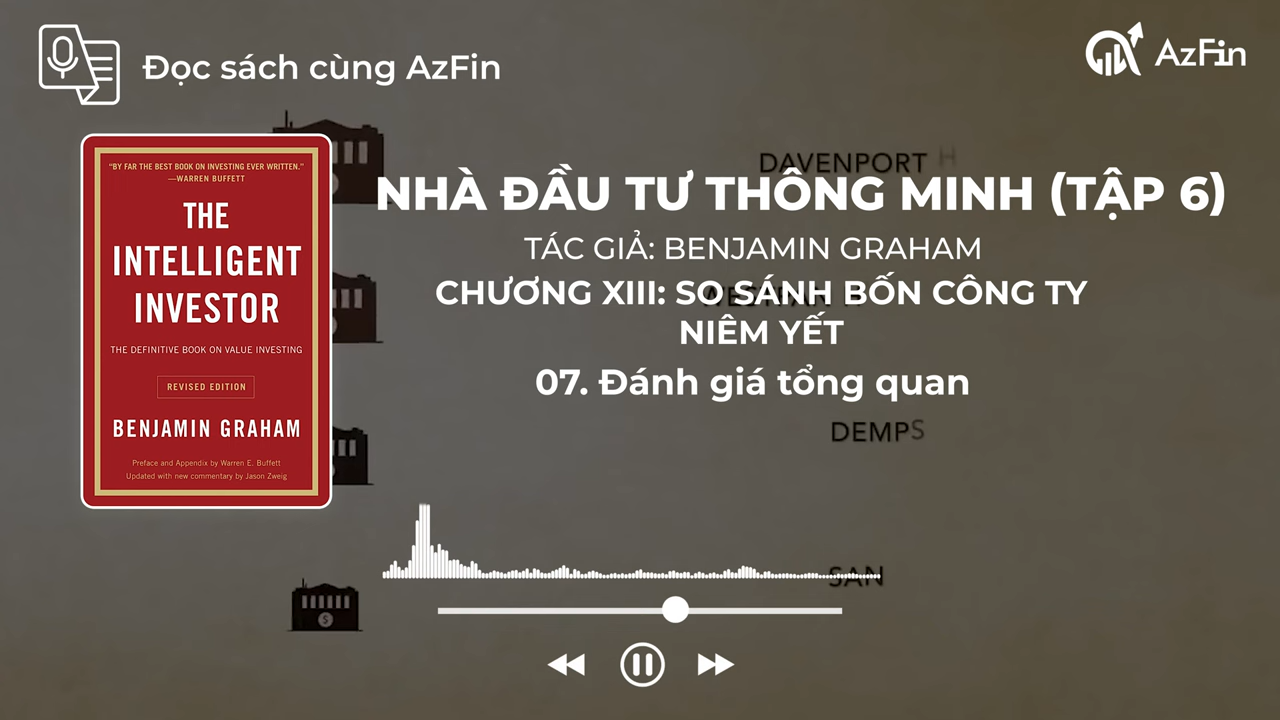 Đọc sách cùng AzFin
AzFin
"BY FAR THE BEST BOOK ON INVESTING EVER WRITTEN."
—WARREN BUFFETT
THE
INTELLIGENT
INVESTOR
THE DEFINITIVE BOOK ON VALUE INVESTING
REVISED EDITION
BENJAMIN GRAHAM
Preface and Appendix by Warren E. Buffett
Updated with new commentary by Jason Zweig
DAVENPORT H
NHÀ ĐẦU TƯ THÔNG MINH (TẬP 6)
TÁC GIẢ: BENJAMIN GRAHAM
CHƯƠNG XIII: SO SÁNH BỐN CÔNG TY
NIÊM YẾT
07. Đánh giá tổng quan
DEMPS
SAN